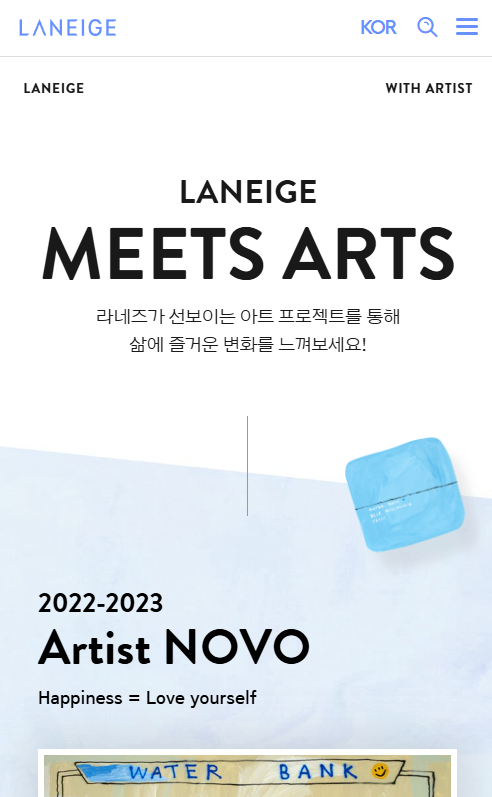 LANEIGE
KOR
LANEIGE
WITH ARTIST
LANEIGE
MEETS ARTS
라네즈가 선보이는 아트 프로젝트를 통해
삶에 즐거운 변화를 느껴보세요!
2022-2023
Artist NOVO
Happiness = Love yourself
WATER BANK